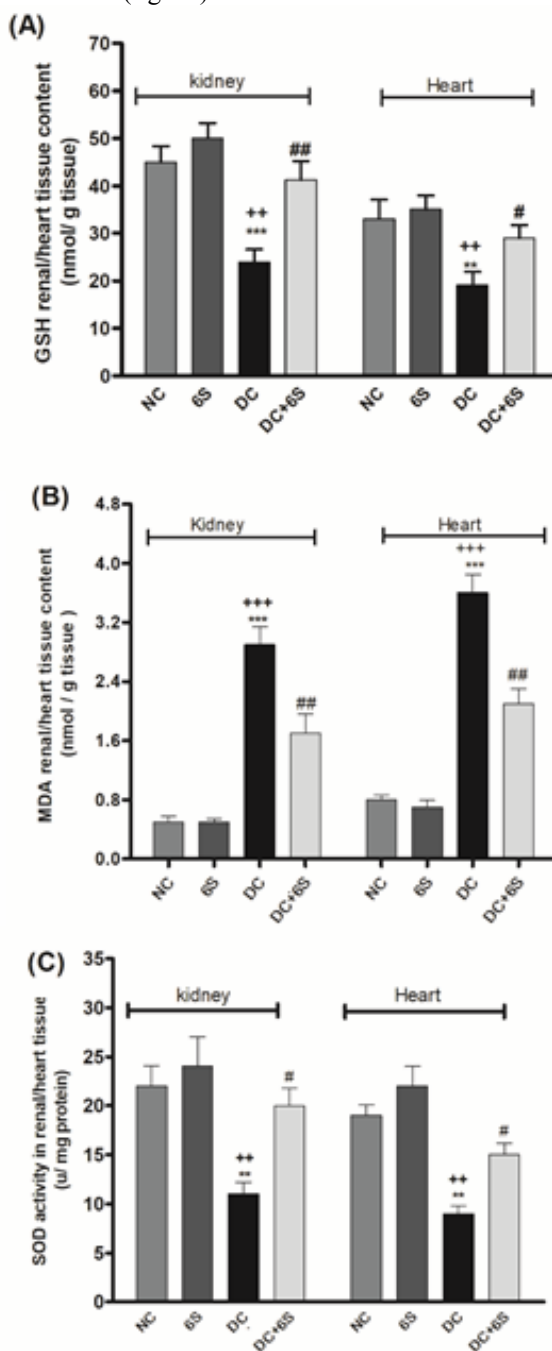 (A)
70
60
50
40
30
20
10
0
GSH renal/heart tissue content
(nmol/ g tissue)
kidney
Heart
++
***
##
++
**
#
NC 6S DC DC+6S NC 6S DC DC+6S
(B)
4.8
4.0
3.2
2.4
1.6
0.8
0.0
MDA renal/heart tissue content
(nmol / g tissue )
Kidney
Heart
+++
***
##
+++
***
##
NC 6S DC DC+6S NC 6S DC DC+6S
(C)
35
30
25
20
15
10
5
0
SOD activity in renal/heart tissue
(u/ mg protein)
kidney
Heart
++
**
#
++
**
#
NC 6S DC DC+6S NC 6S DC DC+6S